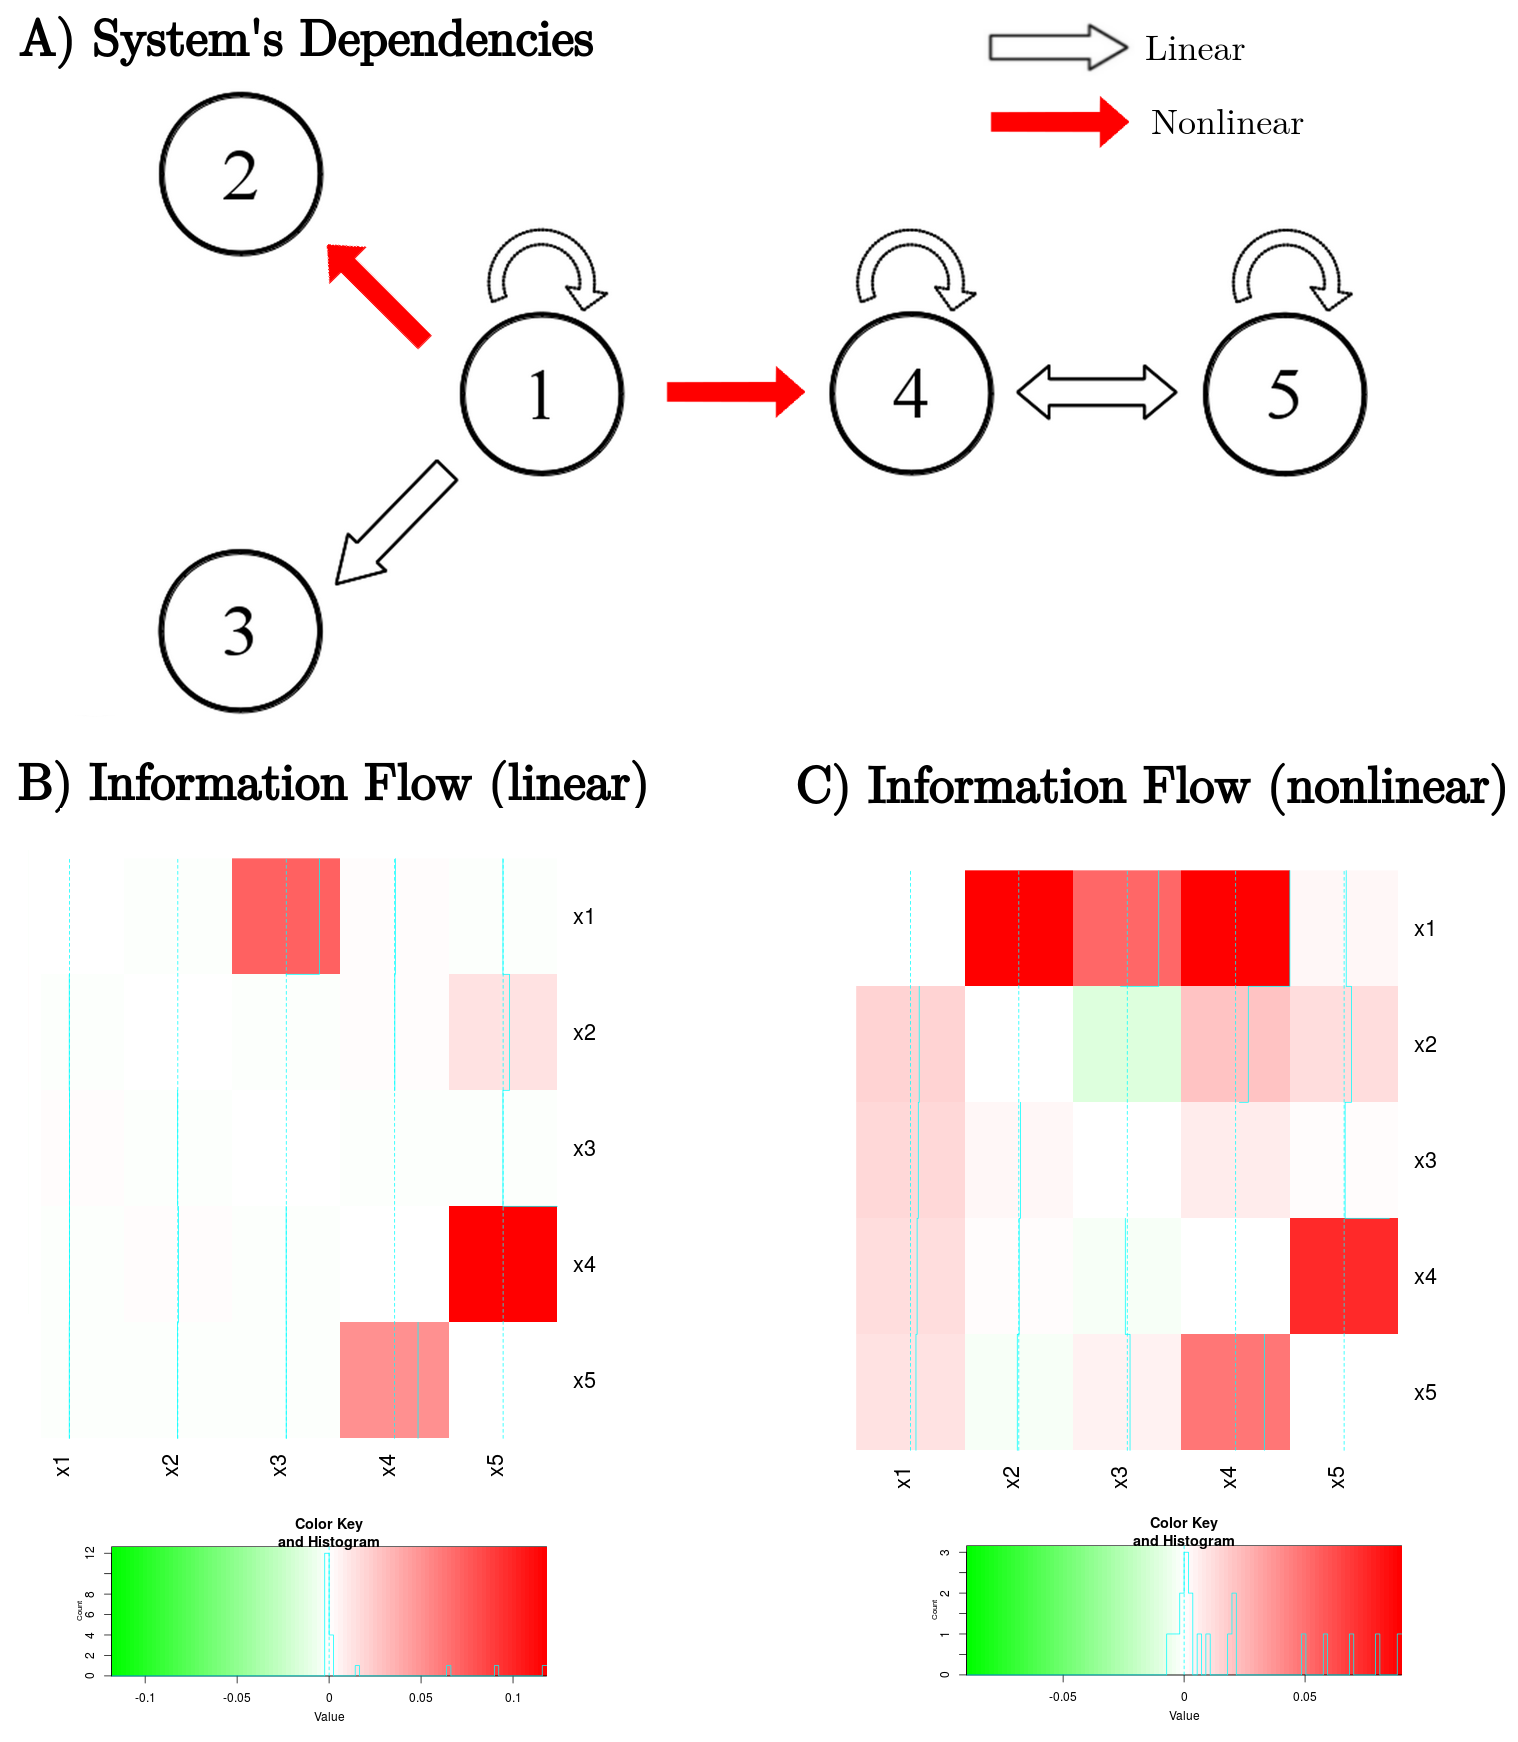 A) System's Dependencies
Linear
Nonlinear
2
1
4
5
3
B) Information Flow (linear)
C) Information Flow (nonlinear)
x1
x2
x3
x4
x5
x1 x2 x3 x4 x5
x1
x2
x3
x4
x5
x1 x2 x3 x4 x5
Color Key
and Histogram
Count
0 2 4 6 8 12
-0.1 -0.05 0 0.05 0.1
Value
Color Key
and Histogram
Count
0 1 2 3
-0.05 0 0.05
Value